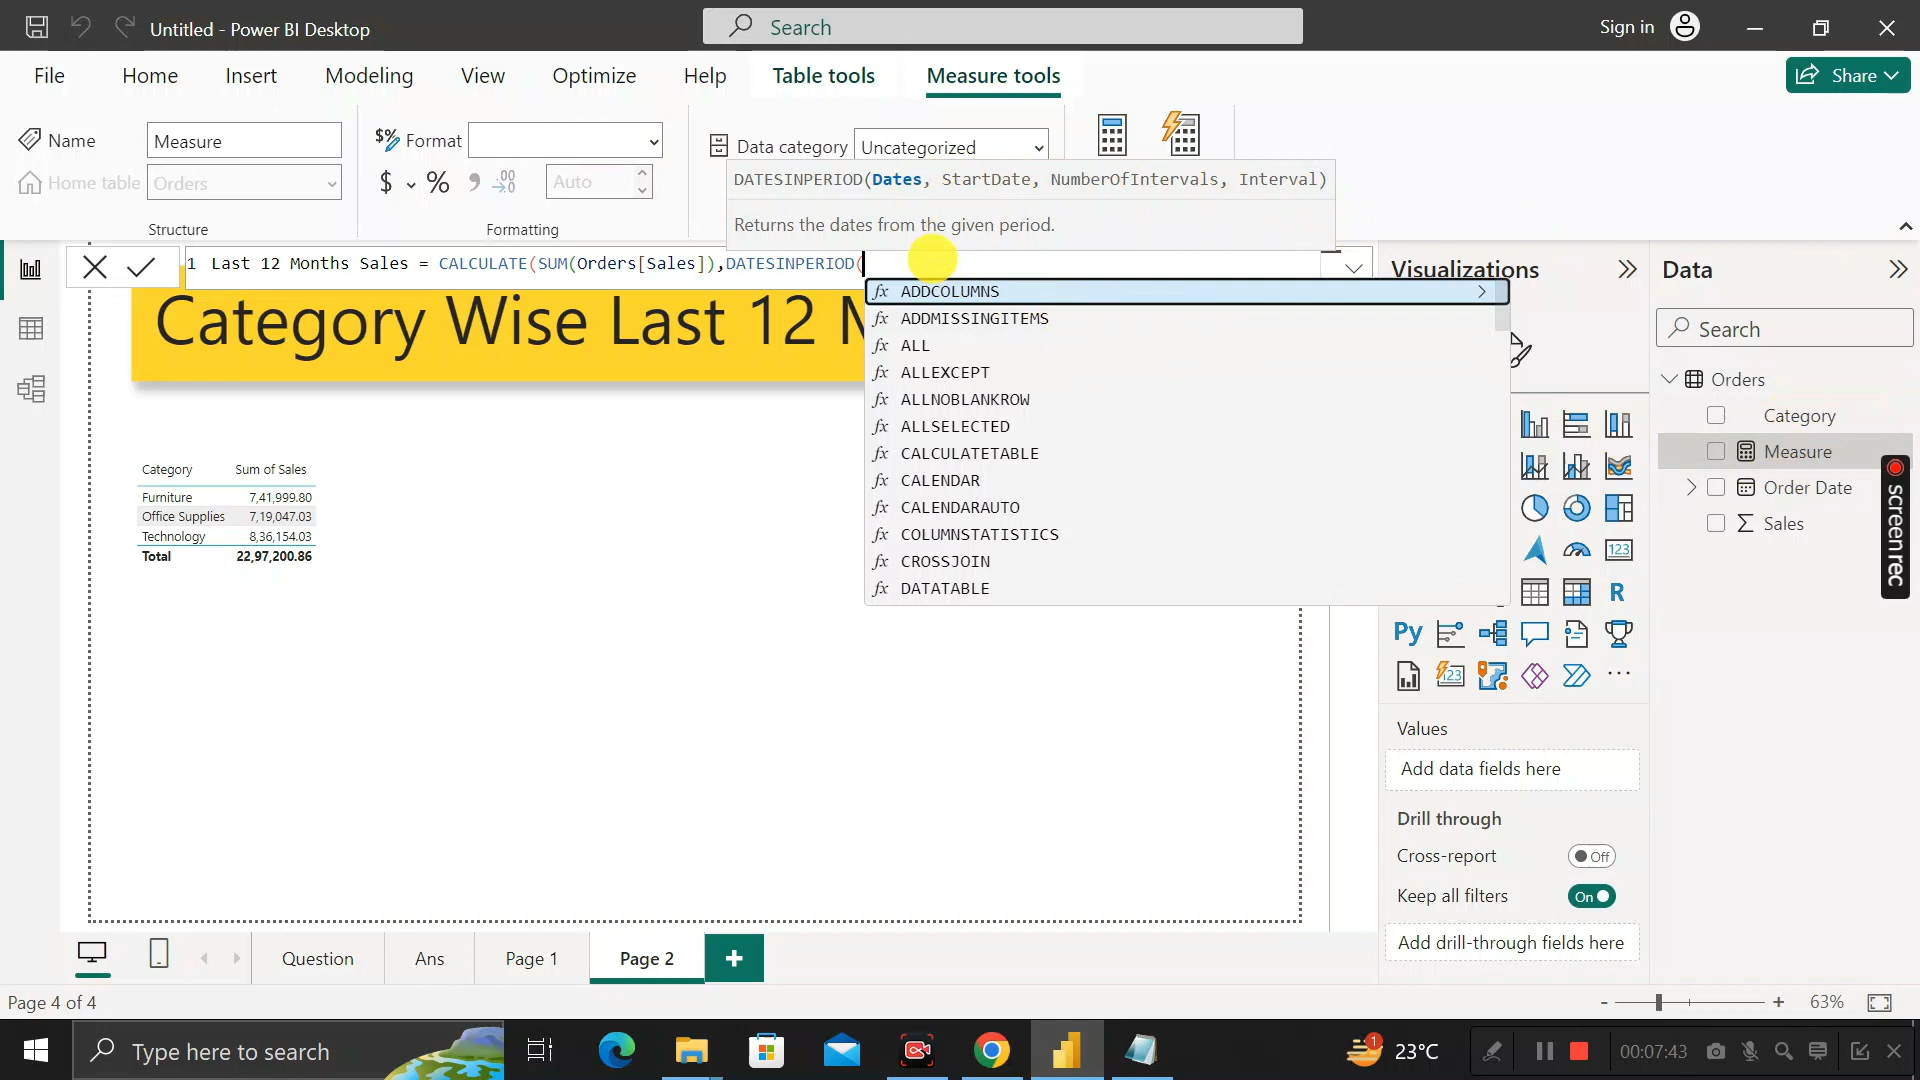 Untitled - Power BI Desktop
Search
Sign in
File
Home
Insert
Modeling
View
Optimize
Help
Table tools
Measure tools
Share
Name
Measure
Home table
Orders
Structure
Format
$
%
Auto
Formatting
Data category
Uncategorized
DATESINPERIOD(Dates, StartDate, NumberOfIntervals, Interval)
Returns the dates from the given period.
1 Last 12 Months Sales = CALCULATE(SUM(Orders[Sales]),DATESINPERIOD(
Category Wise Last 12 M
ADDCOLUMNS
ADDMISSINGITEMS
ALL
ALLEXCEPT
ALLNOBLANKROW
ALLSELECTED
CALCULATETABLE
CALENDAR
CALENDARAUTO
COLUMNSTATISTICS
CROSSJOIN
DATATABLE
Category Sum of Sales
Furniture 7,41,999.80
Office Supplies 7,19,047.03
Technology 8,36,154.03
Total 22,97,200.86
Visualizations
Py
R
123
Values
Add data fields here
Drill through
Cross-report
Off
Keep all filters
On
Add drill-through fields here
Data
Search
Orders
Category
Measure
Order Date
Sales
screen rec
Question
Ans
Page 1
Page 2
Page 4 of 4
63%
Type here to search
1
23°C
00:07:43